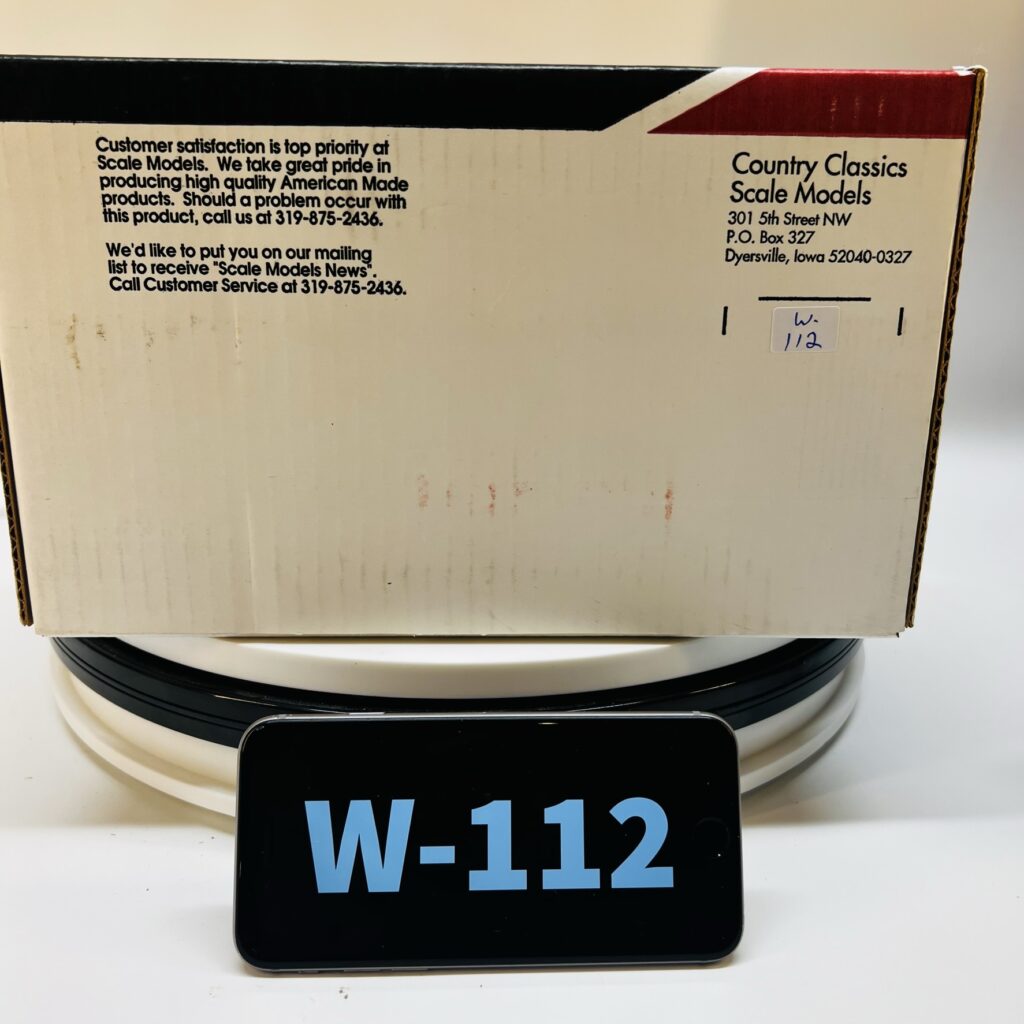 Customer satisfaction is top priority at
Scale Models. We take great pride in
producing high quality American Made
products. Should a problem occur with
this product, call us at 319-875-2436.
We'd like to put you on our mailing
list to receive "Scale Models News".
Call Customer Service at 319-875-2436.
Country Classics
Scale Models
301 5th Street NW
P.O. Box 327
Dyersville, Iowa 52040-0327
W-
112
W-112